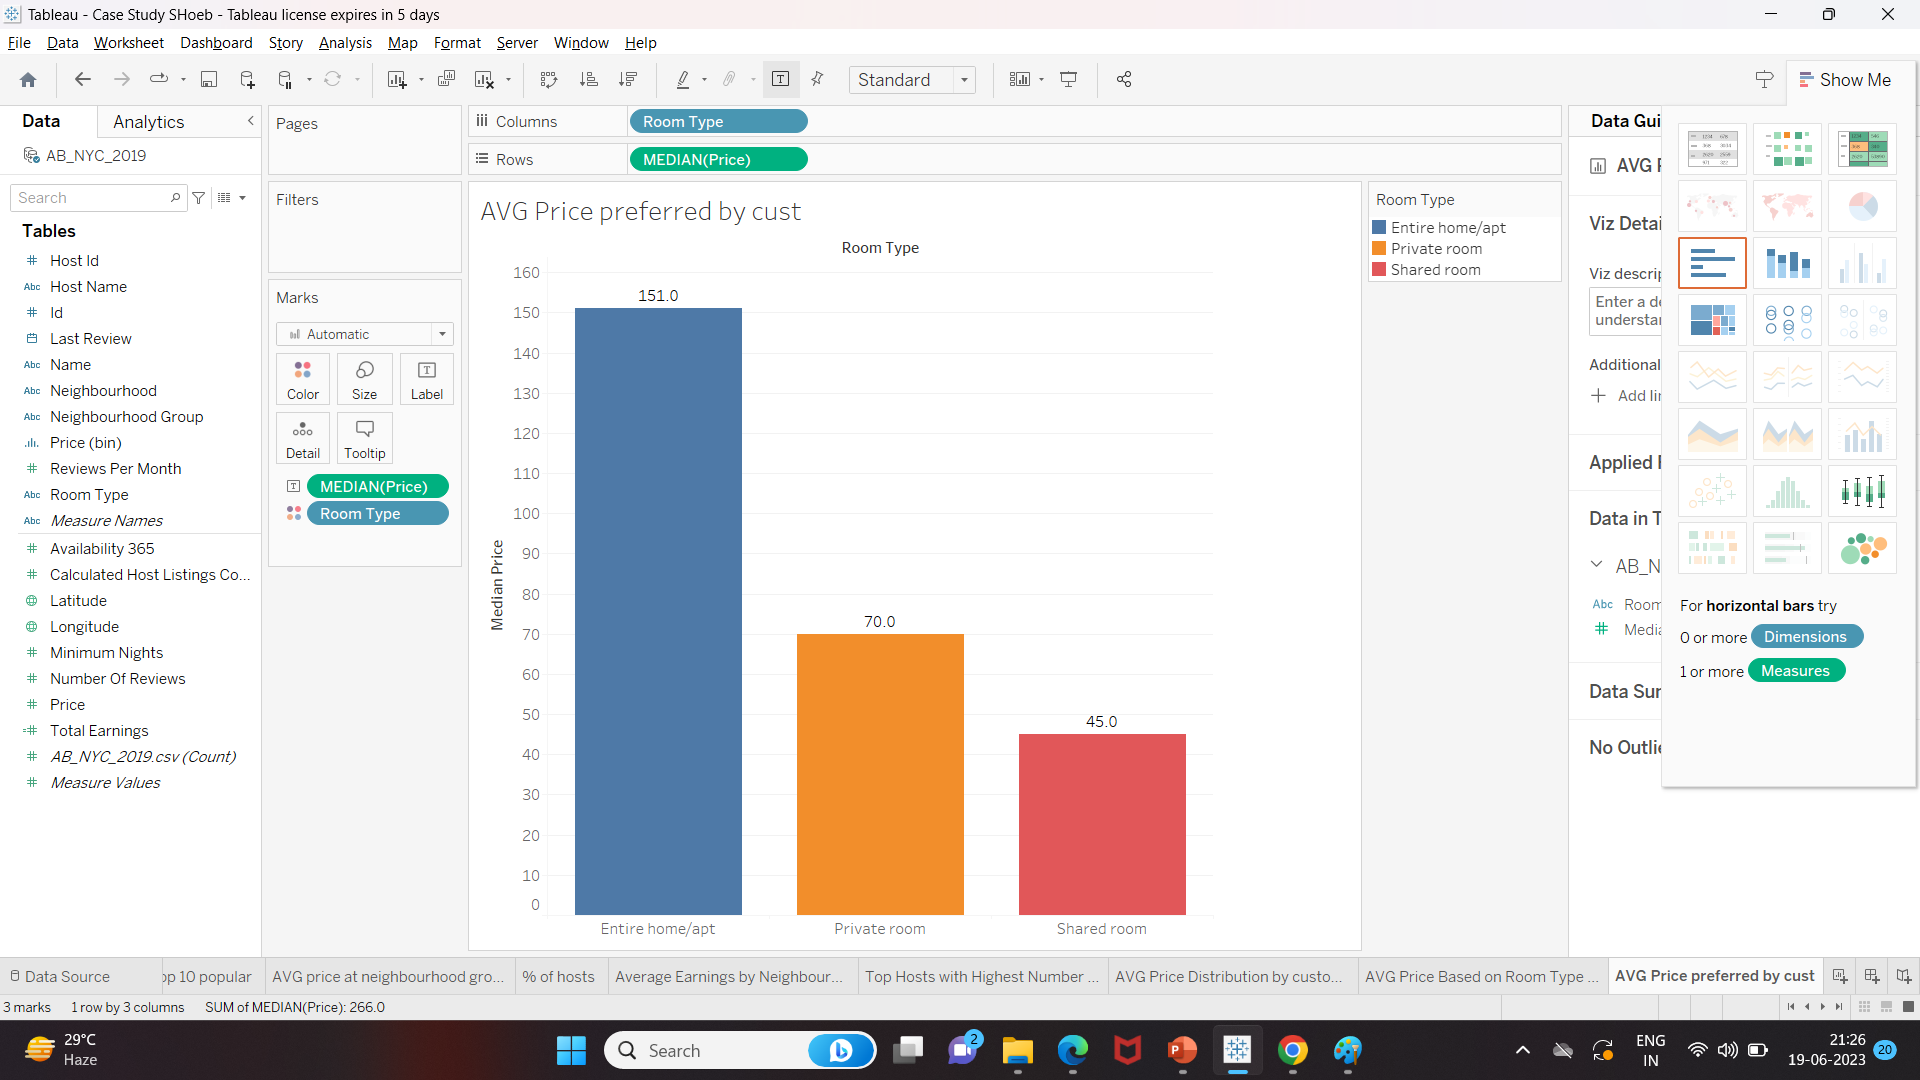 Tableau - Case Study SHoeb - Tableau license expires in 5 days
File Data Worksheet Dashboard Story Analysis Map Format Server Window Help
Standard
Show Me
Data Analytics
AB_NYC_2019
Search
Tables
Host Id
Abc Host Name
Id
Last Review
Abc Name
Abc Neighbourhood
Abc Neighbourhood Group
Price (bin)
Reviews Per Month
Abc Room Type
Abc Measure Names
Availability 365
Calculated Host Listings Co...
Latitude
Longitude
Minimum Nights
Number Of Reviews
Price
Total Earnings
AB_NYC_2019.csv (Count)
Measure Values
Pages
Filters
Marks
Automatic
Color Size Label
Detail Tooltip
MEDIAN(Price)
Room Type
Columns Room Type
Rows MEDIAN(Price)
AVG Price preferred by cust
Room Type
Median Price
160
150
140
130
120
110
100
90
80
70
60
50
40
30
20
10
0
151.0
70.0
45.0
Entire home/apt Private room Shared room
Room Type
Entire home/apt
Private room
Shared room
Data Gui
AVG P
Viz Detai
Viz descrip
Enter a de
understan
Additional
Add lin
Applied F
Data in T
AB_N
Abc Room
Media
Data Sur
No Outlie
For horizontal bars try
0 or more Dimensions
1 or more Measures
Data Source
op 10 popular
AVG price at neighbourhood gro...
% of hosts
Average Earnings by Neighbour...
Top Hosts with Highest Number ...
AVG Price Distribution by custo...
AVG Price Based on Room Type ...
AVG Price preferred by cust
3 marks 1 row by 3 columns SUM of MEDIAN(Price): 266.0
29°C
Haze
Search
2
ENG
IN
21:26
19-06-2023
20